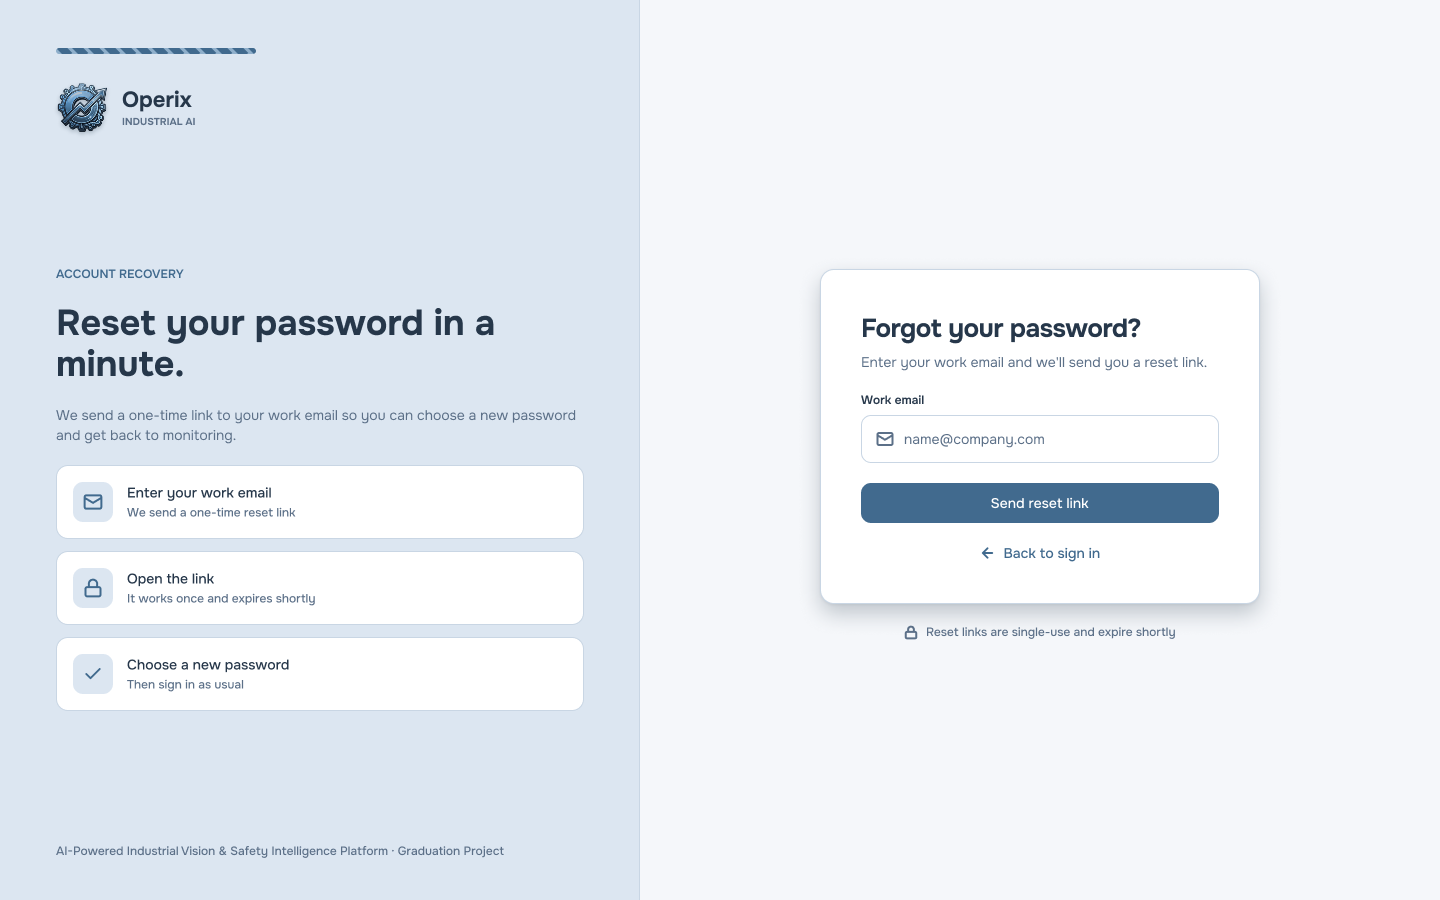 Operix
INDUSTRIAL AI
ACCOUNT RECOVERY
Reset your password in a
minute.
We send a one-time link to your work email so you can choose a new password
and get back to monitoring.
Enter your work email
We send a one-time reset link
Open the link
It works once and expires shortly
Choose a new password
Then sign in as usual
AI-Powered Industrial Vision & Safety Intelligence Platform · Graduation Project
Forgot your password?
Enter your work email and we'll send you a reset link.
Work email
name@company.com
Send reset link
Back to sign in
Reset links are single-use and expire shortly